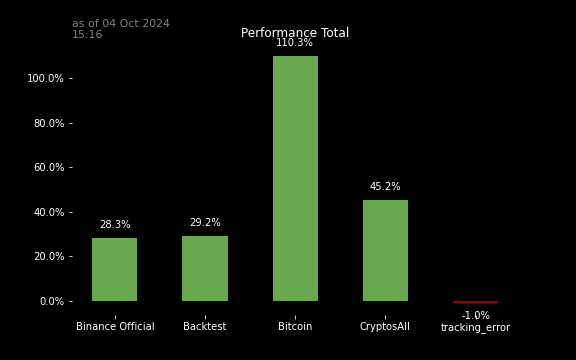 as of 04 Oct 2024
15:16
Performance Total
110.3%
100.0%
80.0%
60.0%
45.2%
40.0%
28.3%
29.2%
20.0%
0.0%
-1.0%
Binance Official
Backtest
Bitcoin
CryptosAll
tracking_error